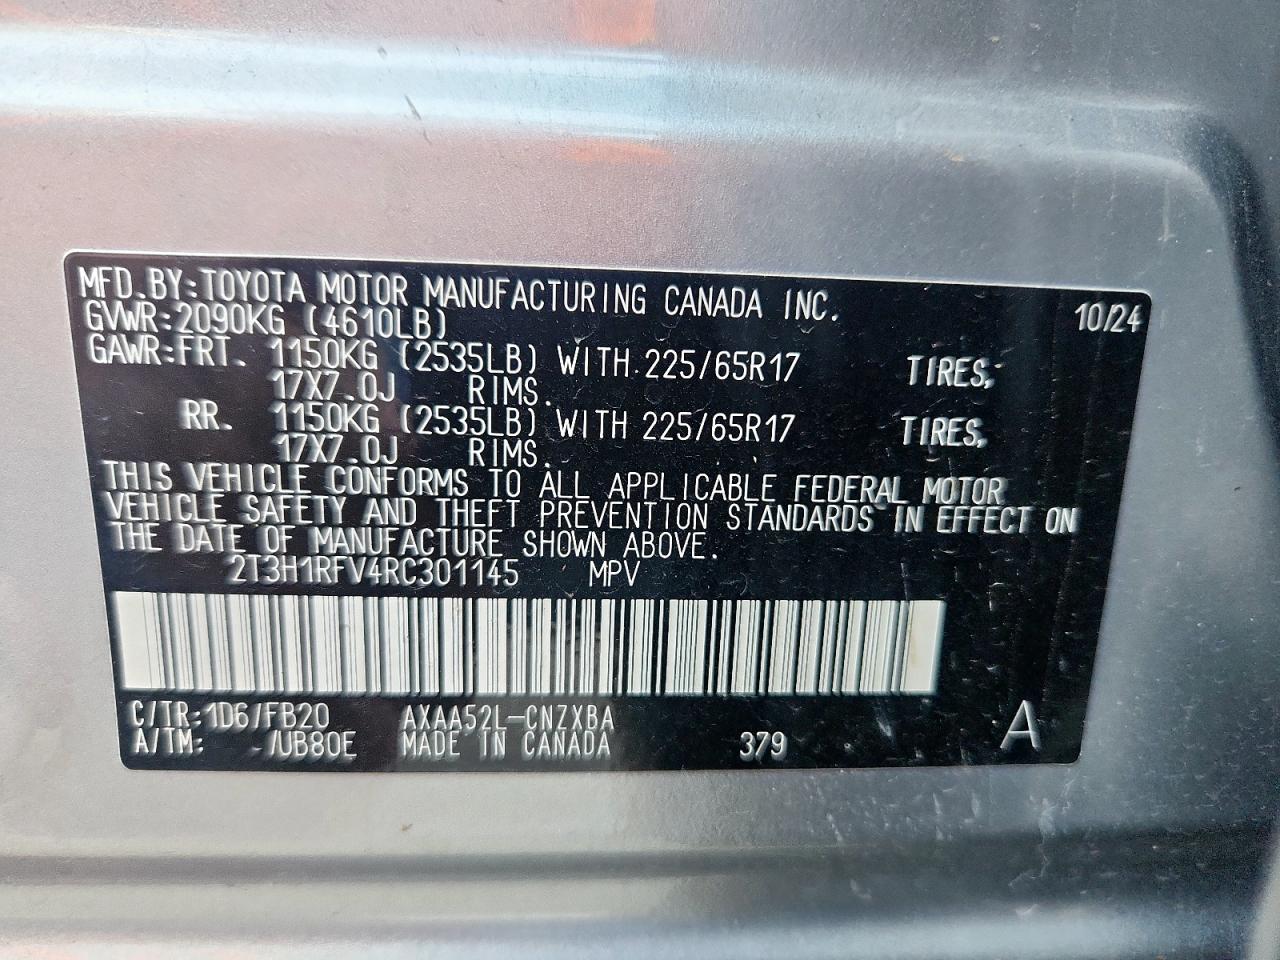 MFD.BY:TOYOTA MOTOR MANUFACTURING CANADA INC. 10/24
GVWR:2090KG (4610LB)
GAWR:FRT. 1150KG (2535LB) WITH 225/65R17 TIRES,
17X7.0J RIMS.
RR. 1150KG (2535LB) WITH 225/65R17 TIRES,
17X7.0J RIMS.
THIS VEHICLE CONFORMS TO ALL APPLICABLE FEDERAL MOTOR
VEHICLE SAFETY AND THEFT PREVENTION STANDARDS IN EFFECT ON
THE DATE OF MANUFACTURE SHOWN ABOVE.
2T3H1RFV4RC301145 MPV
C/TR:1D6/FB20 AXAA52L-CNZXBA
A/TM: -/UB80E MADE IN CANADA 379 A